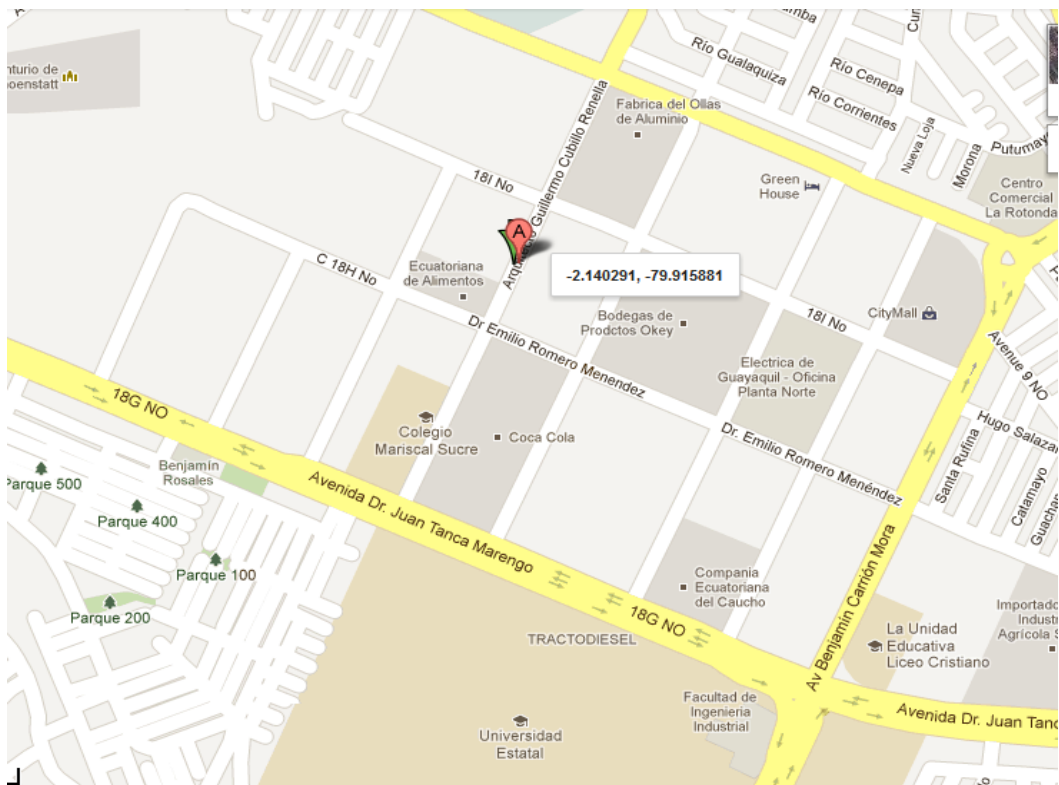 Río Gualaquiza
Río Cenepa
Río Corrientes
Nueva Loja
Morona
Putumayo
Centro
Comercial
La Rotonda
Fabrica del Ollas
de Aluminio
Guillermo Cubillo Renella
18I No
Green
House
A
-2.140291, -79.915881
C 18H No
Ecuatoriana
de Alimentos
Dr Emilio Romero Menendez
Bodegas de
Prodctos Okey
18I No
CityMall
Avenue 9 NO
Electrica de
Guayaquil - Oficina
Planta Norte
18G NO
Colegio
Mariscal Sucre
Coca Cola
Dr. Emilio Romero Menéndez
Hugo Salazar
Santa Rufina
Catamayo
Benjamín
Rosales
Parque 500
Parque 400
Parque 100
Parque 200
Avenida Dr. Juan Tanca Marengo
18G NO
Compania
Ecuatoriana
del Caucho
Av Benjamín Carrión Mora
TRACTODIESEL
La Unidad
Educativa
Liceo Cristiano
Facultad de
Ingenieria
Industrial
Universidad
Estatal
Avenida Dr. Juan